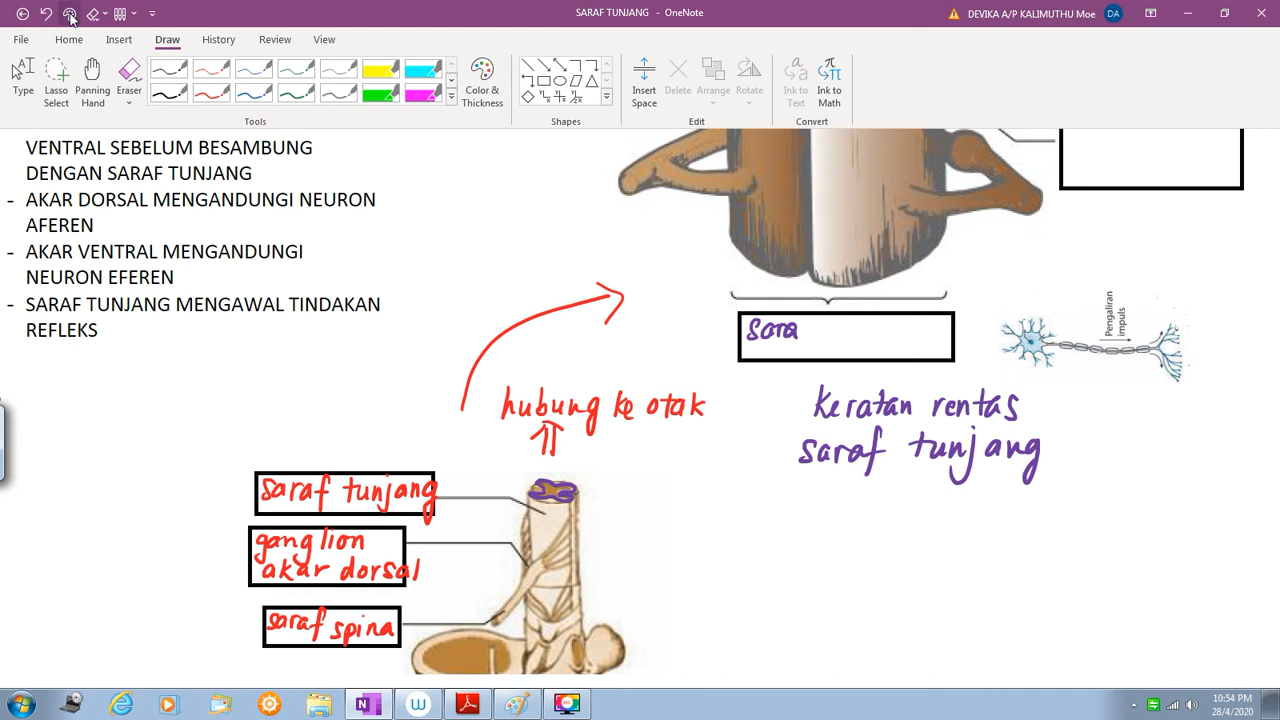 SARAF TUNJANG - OneNote
DEVIKA A/P KALIMUTHU Moe
DA
File
Home
Insert
Draw
History
Review
View
Type
Lasso
Select
Panning
Hand
Eraser
Color &
Thickness
Insert
Space
Delete
Arrange
Rotate
Ink to
Text
Ink to
Math
Tools
Shapes
Edit
Convert
VENTRAL SEBELUM BESAMBUNG
DENGAN SARAF TUNJANG
- AKAR DORSAL MENGANDUNGI NEURON
AFEREN
- AKAR VENTRAL MENGANDUNGI
NEURON EFEREN
- SARAF TUNJANG MENGAWAL TINDAKAN
REFLEKS
sara
Pengaliran
impuls
hubung ke otak
keratan rentas
saraf tunjang
saraf tunjang
ganglion
akar dorsal
saraf spina
10:54 PM
28/4/2020